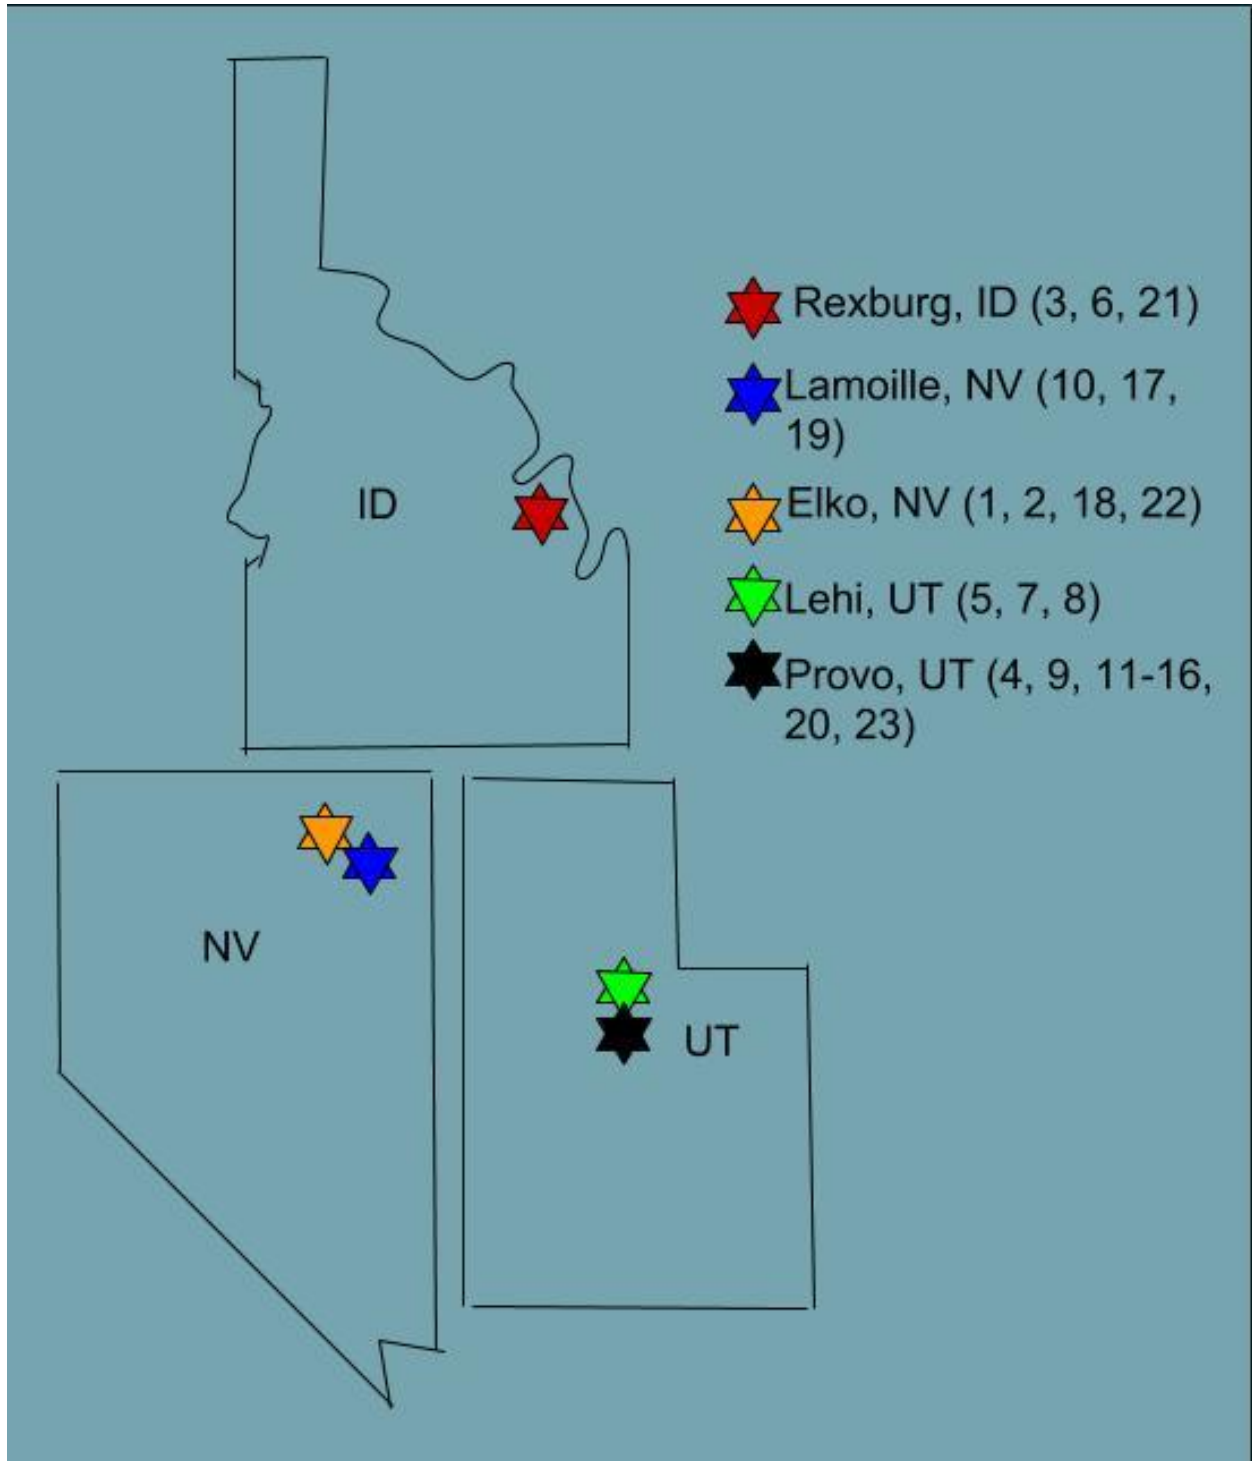 Rexburg, ID (3, 6, 21)
Lamoille, NV (10, 17,
19)
ID
Elko, NV (1, 2, 18, 22)
Lehi, UT (5, 7, 8)
Provo, UT (4, 9, 11-16,
20, 23)
NV
UT